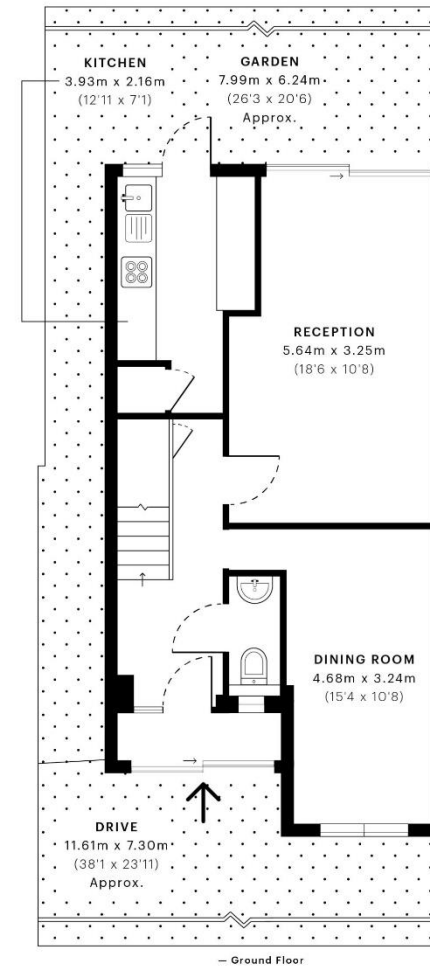 KITCHEN
3.93m x 2.16m
(12'11 x 7'1)
GARDEN
7.99m x 6.24m
(26'3 x 20'6)
Approx.
RECEPTION
5.64m x 3.25m
(18'6 x 10'8)
DINING ROOM
4.68m x 3.24m
(15'4 x 10'8)
DRIVE
11.61m x 7.30m
(38'1 x 23'11)
Approx.
— Ground Floor